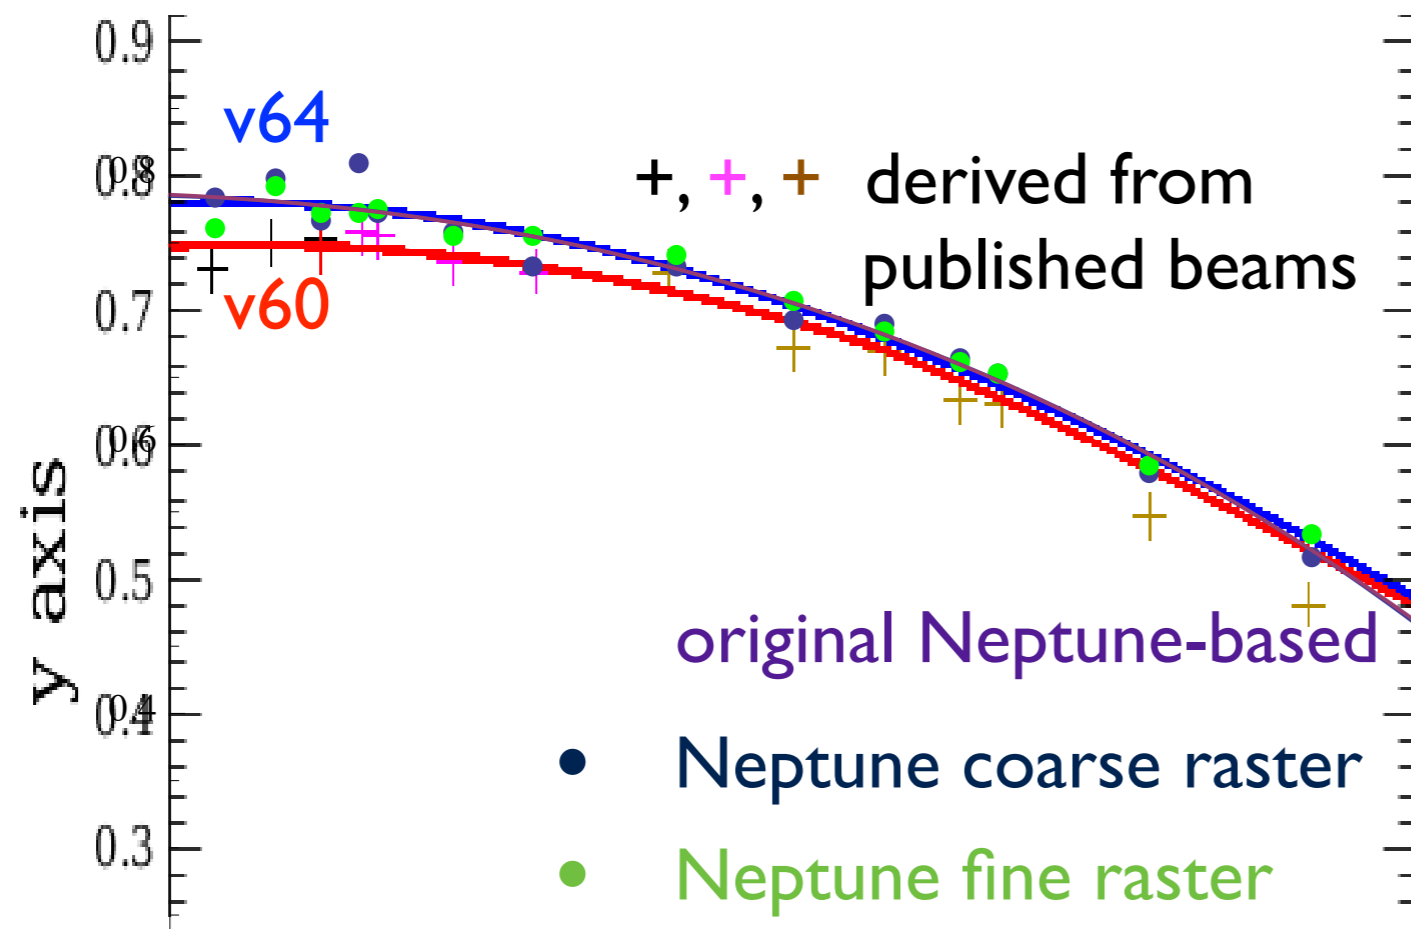 0.9
v64
0.8
+, +, + derived from
published beams
0.7
v60
0.6
y axis
0.5
original Neptune-based
0.4
Neptune coarse raster
0.3
Neptune fine raster